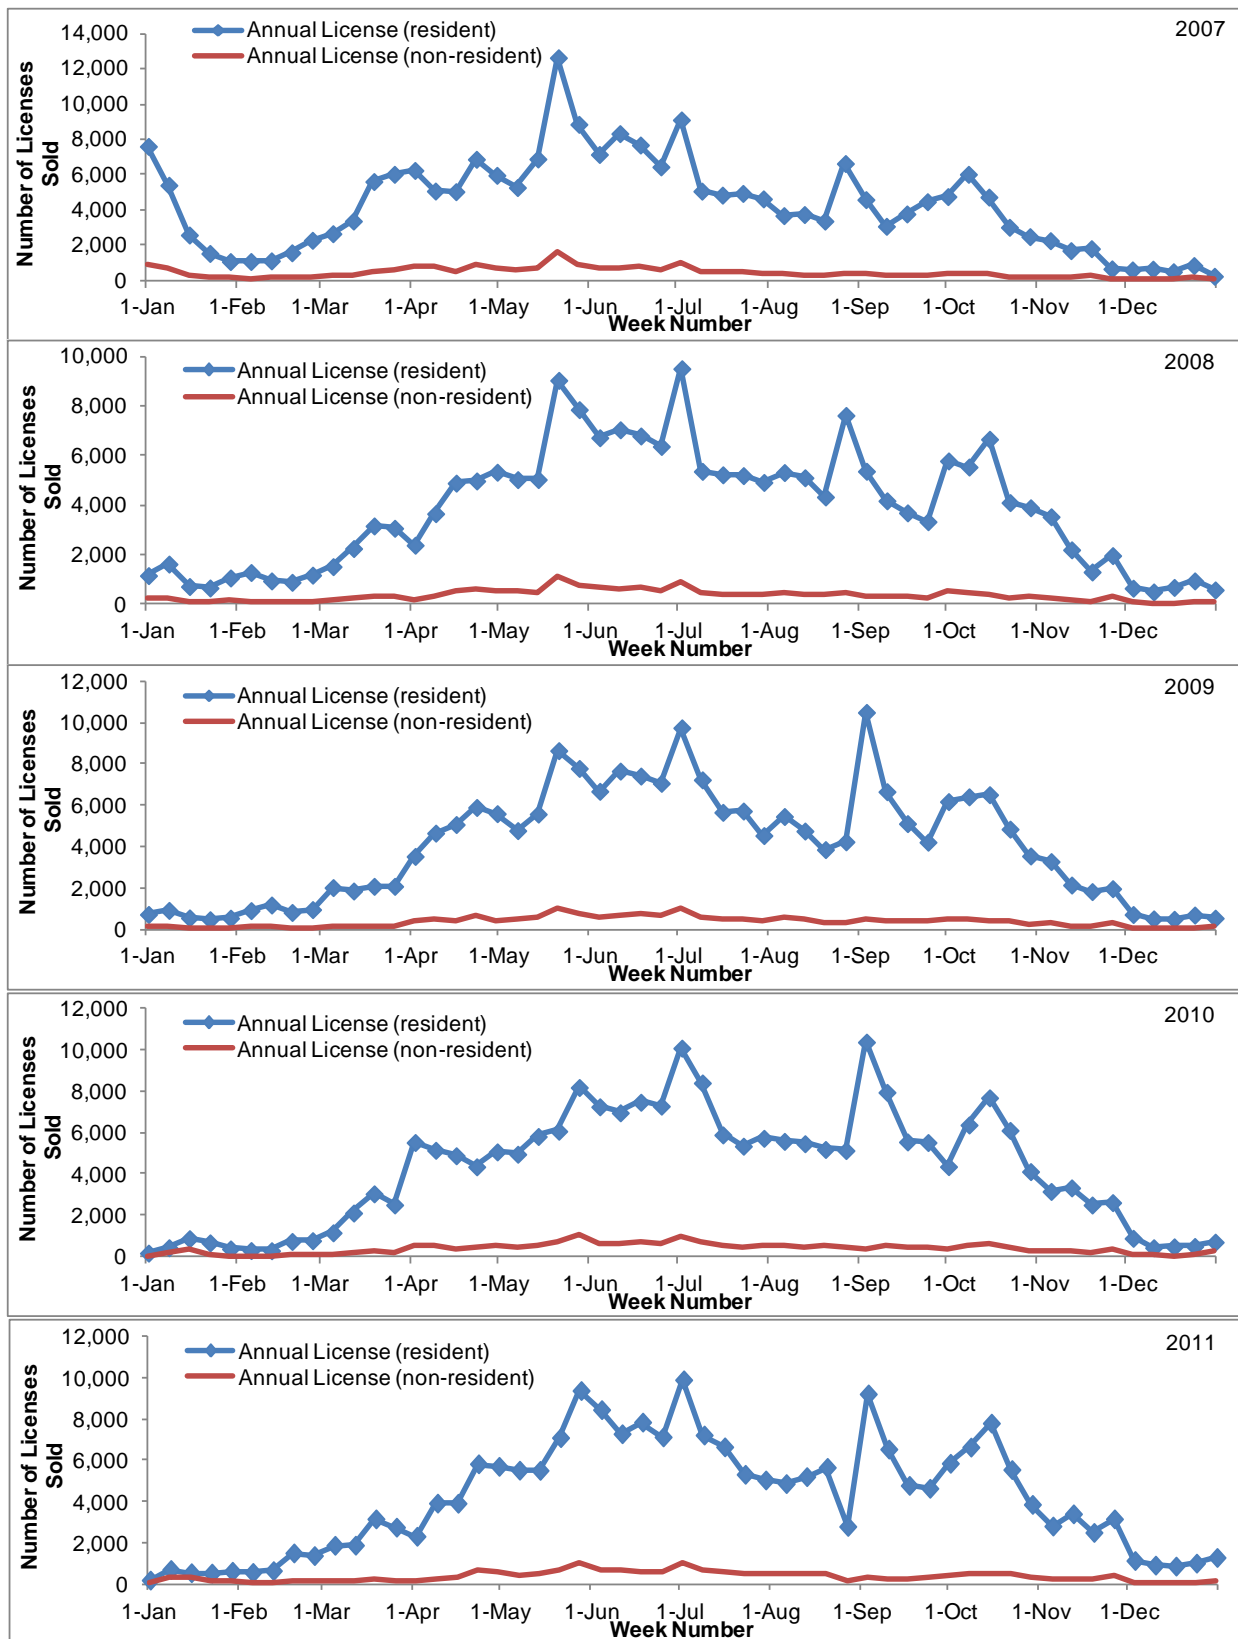 2007
Annual License (resident)
Annual License (non-resident)
Number of Licenses
Sold
14,000
12,000
10,000
8,000
6,000
4,000
2,000
0
1-Jan 1-Feb 1-Mar 1-Apr 1-May 1-Jun 1-Jul 1-Aug 1-Sep 1-Oct 1-Nov 1-Dec
Week Number
2008
Annual License (resident)
Annual License (non-resident)
Number of Licenses
Sold
10,000
8,000
6,000
4,000
2,000
0
1-Jan 1-Feb 1-Mar 1-Apr 1-May 1-Jun 1-Jul 1-Aug 1-Sep 1-Oct 1-Nov 1-Dec
Week Number
2009
Annual License (resident)
Annual License (non-resident)
Number of Licenses
Sold
12,000
10,000
8,000
6,000
4,000
2,000
0
1-Jan 1-Feb 1-Mar 1-Apr 1-May 1-Jun 1-Jul 1-Aug 1-Sep 1-Oct 1-Nov 1-Dec
Week Number
2010
Annual License (resident)
Annual License (non-resident)
Number of Licenses
Sold
12,000
10,000
8,000
6,000
4,000
2,000
0
1-Jan 1-Feb 1-Mar 1-Apr 1-May 1-Jun 1-Jul 1-Aug 1-Sep 1-Oct 1-Nov 1-Dec
Week Number
2011
Annual License (resident)
Annual License (non-resident)
Number of Licenses
Sold
12,000
10,000
8,000
6,000
4,000
2,000
0
1-Jan 1-Feb 1-Mar 1-Apr 1-May 1-Jun 1-Jul 1-Aug 1-Sep 1-Oct 1-Nov 1-Dec
Week Number